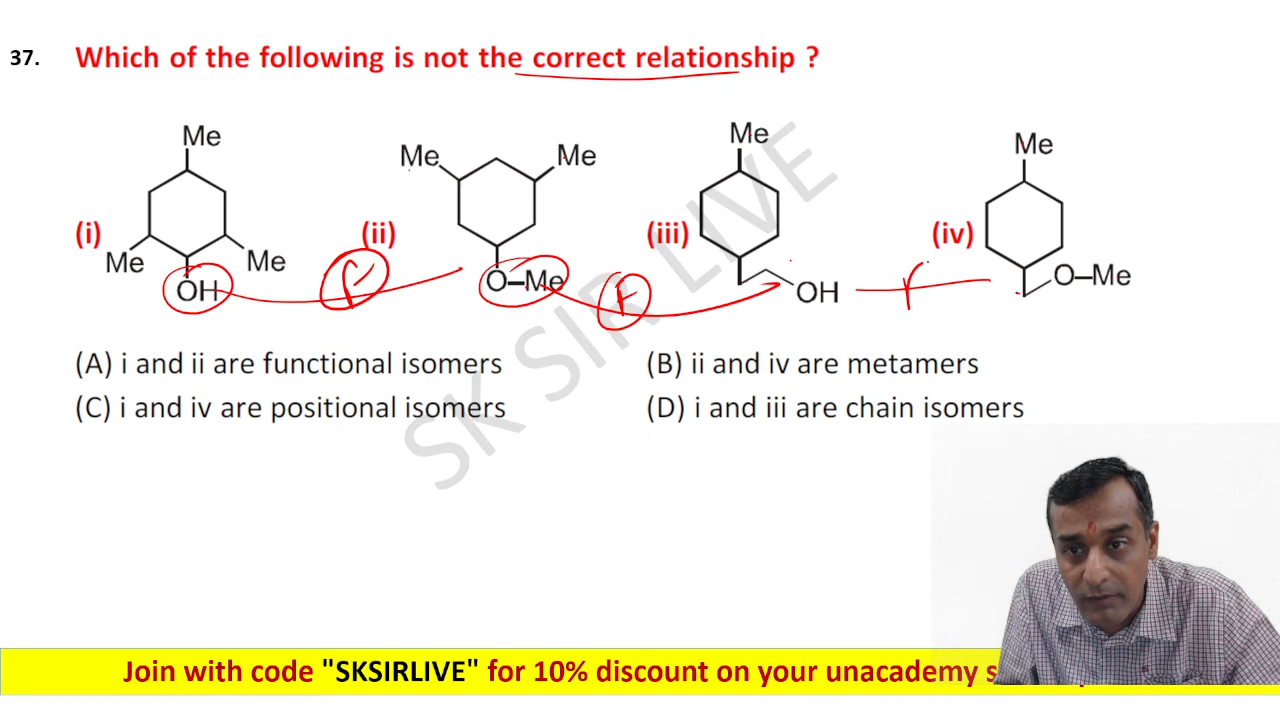 37. Which of the following is not the correct relationship ?
Me
Me
Me
OH
(i)
Me
Me
O–Me
(ii)
Me
OH
(iii)
Me
O–Me
(iv)
SK SIR LIVE
F
F
F
(A) i and ii are functional isomers
(B) ii and iv are metamers
(C) i and iv are positional isomers
(D) i and iii are chain isomers
Join with code "SKSIRLIVE" for 10% discount on your unacademy